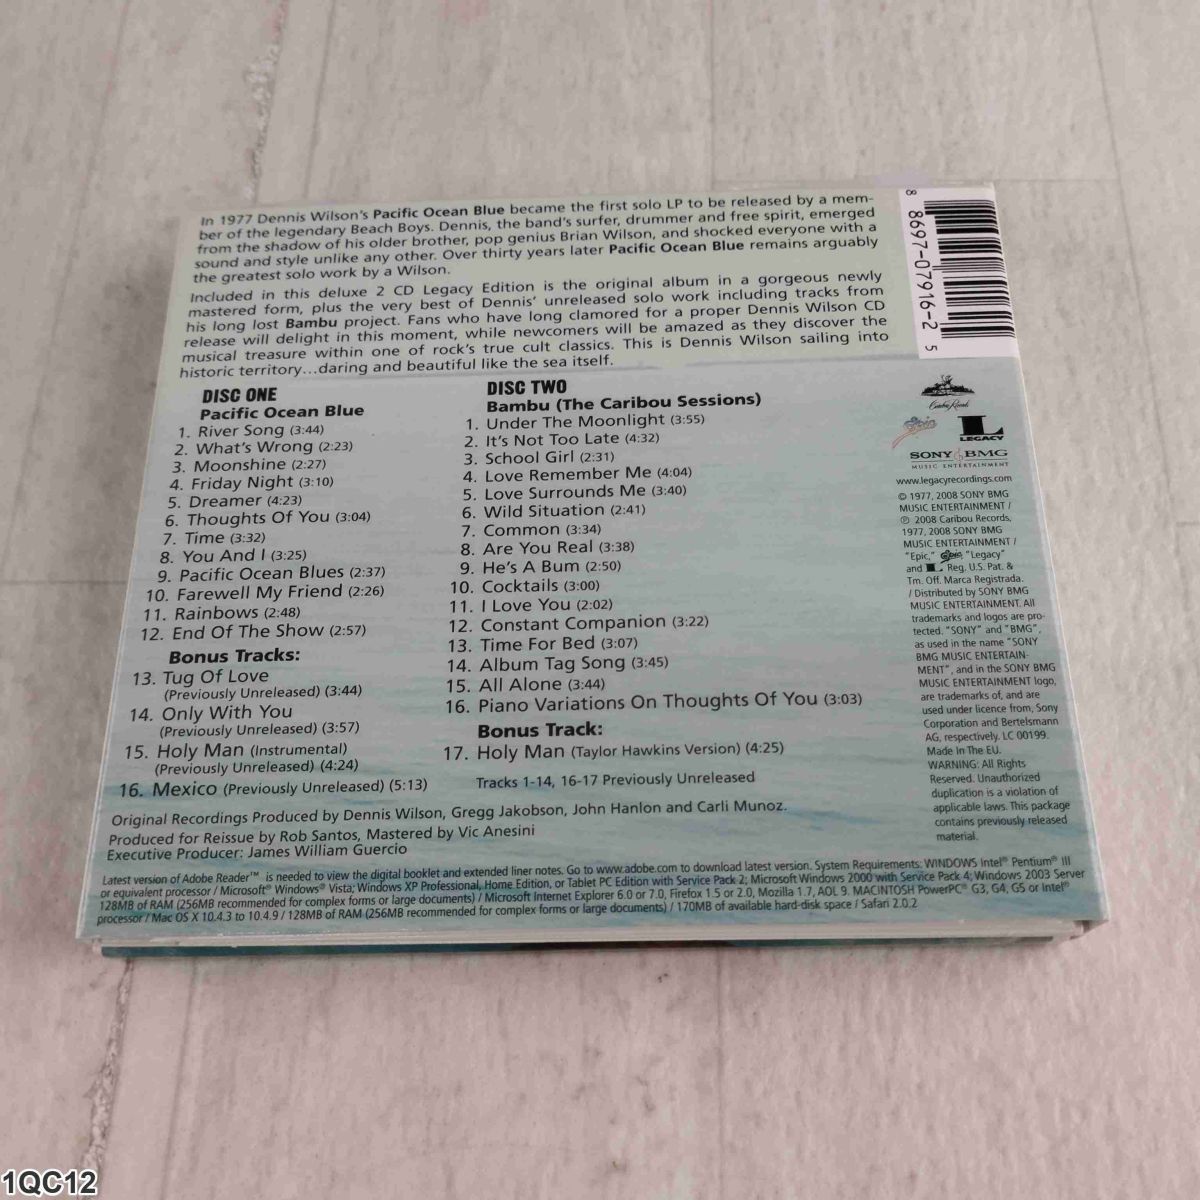 In 1977 Dennis Wilson's Pacific Ocean Blue became the first solo LP to be released by a mem-
ber of the legendary Beach Boys. Dennis, the band's surfer, drummer and free spirit, emerged
from the shadow of his older brother, pop genius Brian Wilson, and shocked everyone with a
sound and style unlike any other. Over thirty years later Pacific Ocean Blue remains arguably
the greatest solo work by a Wilson.
Included in this deluxe 2 CD Legacy Edition is the original album in a gorgeous newly
mastered form, plus the very best of Dennis' unreleased solo work including tracks from
his long lost Bambu project. Fans who have long clamored for a proper Dennis Wilson CD
release will delight in this moment, while newcomers will be amazed as they discover the
musical treasure within one of rock's true cult classics. This is Dennis Wilson sailing into
historic territory...daring and beautiful like the sea itself.
8 8697-07916-2 5
DISC ONE
Pacific Ocean Blue
1. River Song (3:44)
2. What's Wrong (2:23)
3. Moonshine (2:27)
4. Friday Night (3:10)
5. Dreamer (4:23)
6. Thoughts Of You (3:04)
7. Time (3:32)
8. You And I (3:25)
9. Pacific Ocean Blues (2:37)
10. Farewell My Friend (2:26)
11. Rainbows (2:48)
12. End Of The Show (2:57)
Bonus Tracks:
13. Tug Of Love
(Previously Unreleased) (3:44)
14. Only With You
(Previously Unreleased) (3:57)
15. Holy Man (Instrumental)
(Previously Unreleased) (4:24)
16. Mexico (Previously Unreleased) (5:13)
DISC TWO
Bambu (The Caribou Sessions)
1. Under The Moonlight (3:55)
2. It's Not Too Late (4:32)
3. School Girl (2:31)
4. Love Remember Me (4:04)
5. Love Surrounds Me (3:40)
6. Wild Situation (2:41)
7. Common (3:34)
8. Are You Real (3:38)
9. He's A Bum (2:50)
10. Cocktails (3:00)
11. I Love You (2:02)
12. Constant Companion (3:22)
13. Time For Bed (3:07)
14. Album Tag Song (3:45)
15. All Alone (3:44)
16. Piano Variations On Thoughts Of You (3:03)
Bonus Track:
17. Holy Man (Taylor Hawkins Version) (4:25)
Tracks 1-14, 16-17 Previously Unreleased
Caribou Records
Epic
L
LEGACY
SONY BMG
MUSIC ENTERTAINMENT
www.legacyrecordings.com
© 1977, 2008 SONY BMG
MUSIC ENTERTAINMENT /
℗ 2008 Caribou Records,
1977, 2008 SONY BMG
MUSIC ENTERTAINMENT /
"Epic," Epic, "Legacy"
and L Reg. U.S. Pat. &
Tm. Off. Marca Registrada.
/ Distributed by SONY BMG
MUSIC ENTERTAINMENT. All
trademarks and logos are pro-
tected. "SONY" and "BMG",
as used in the name "SONY
BMG MUSIC ENTERTAIN-
MENT", and in the SONY BMG
MUSIC ENTERTAINMENT logo,
are trademarks of, and are
used under licence from, Sony
Corporation and Bertelsmann
AG, respectively. LC 00199.
Made In The EU.
WARNING: All Rights
Reserved. Unauthorized
duplication is a violation of
applicable laws. This package
contains previously released
material.
Original Recordings Produced by Dennis Wilson, Gregg Jakobson, John Hanlon and Carli Munoz.
Produced for Reissue by Rob Santos, Mastered by Vic Anesini
Executive Producer: James William Guercio
Latest version of Adobe Reader™ is needed to view the digital booklet and extended liner notes. Go to www.adobe.com to download latest version. System Requirements: WINDOWS Intel® Pentium® III
or equivalent processor / Microsoft® Windows® Vista; Windows XP Professional, Home Edition, or Tablet PC Edition with Service Pack 2; Microsoft Windows 2000 with Service Pack 4; Windows 2003 Server
128MB of RAM (256MB recommended for complex forms or large documents) / Microsoft Internet Explorer 6.0 or 7.0, Firefox 1.5 or 2.0, Mozilla 1.7, AOL 9. MACINTOSH PowerPC® G3, G4, G5 or Intel®
processor / Mac OS X 10.4.3 to 10.4.9 / 128MB of RAM (256MB recommended for complex forms or large documents) / 170MB of available hard-disk space / Safari 2.0.2
1QC12